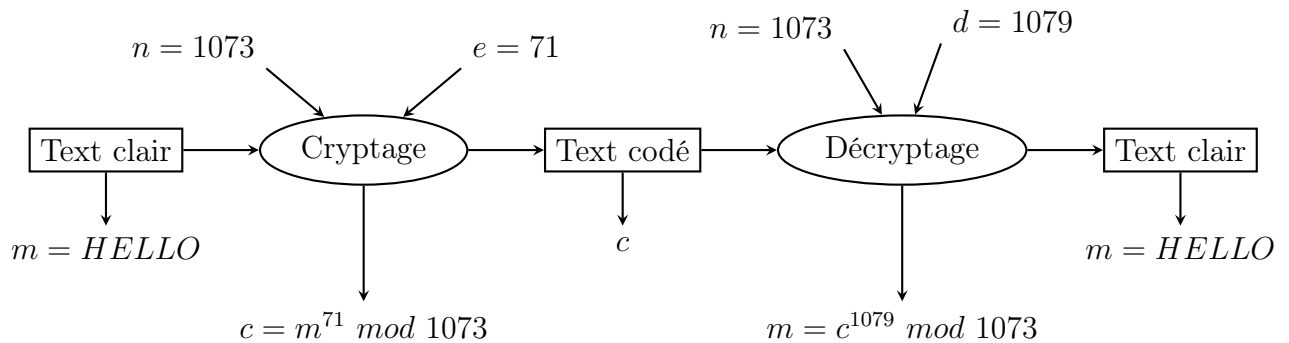 n = 1073
e = 71
n = 1073
d = 1079
Text clair
Cryptage
Text codé
Décryptage
Text clair
m = HELLO
c
m = HELLO
c = m^71 mod 1073
m = c^1079 mod 1073